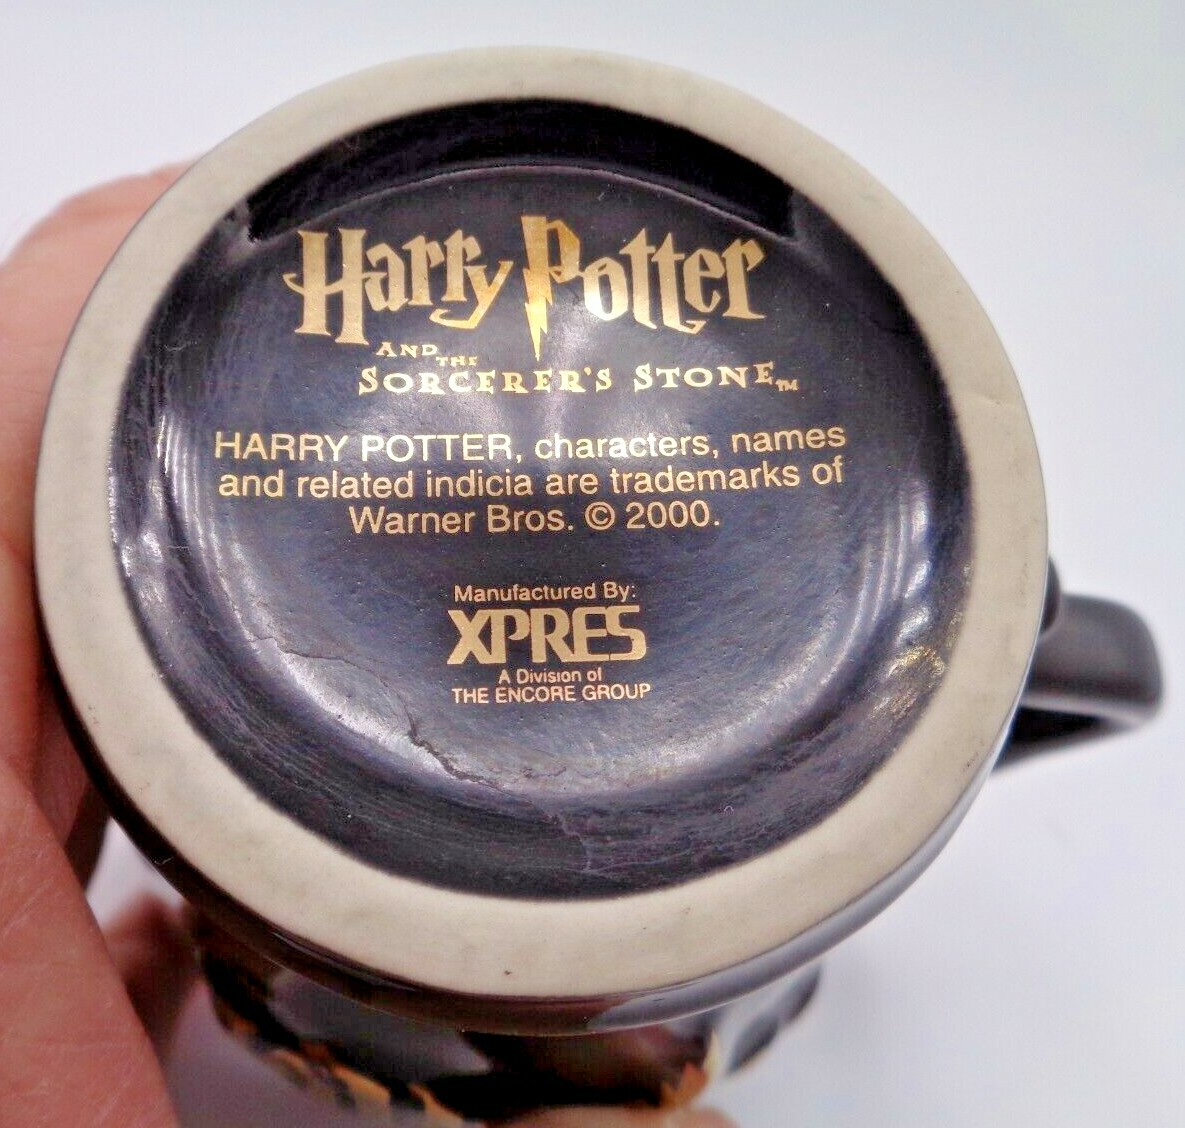 Harry Potter
AND THE
SORCERER'S STONE™
HARRY POTTER, characters, names
and related indicia are trademarks of
Warner Bros. © 2000.
Manufactured By:
XPRES
A Division of
THE ENCORE GROUP